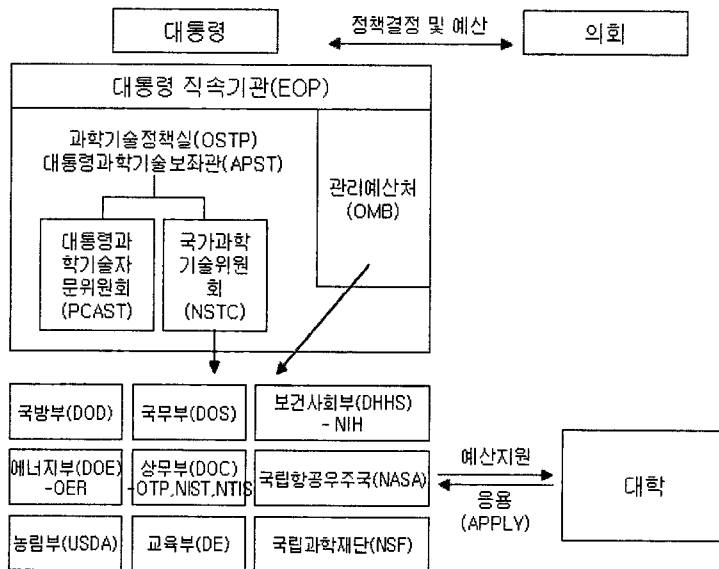 대통령
정책결정 및 예산
의회
대통령 직속기관(EOP)
과학기술정책실(OSTP)
대통령과학기술보좌관(APST)
관리예산처
(OMB)
대통령과
학기술자
문위원회
(PCAST)
국가과학
기술위원
회
(NSTC)
국방부(DOD)
국무부(DOS)
보건사회부(DHHS)
- NIH
에너지부(DOE)
-OER
상무부(DOC)
-OTP,NIST,NTIS
국립항공우주국(NASA)
예산지원
응용
(APPLY)
대학
농림부(USDA)
교육부(DE)
국립과학재단(NSF)